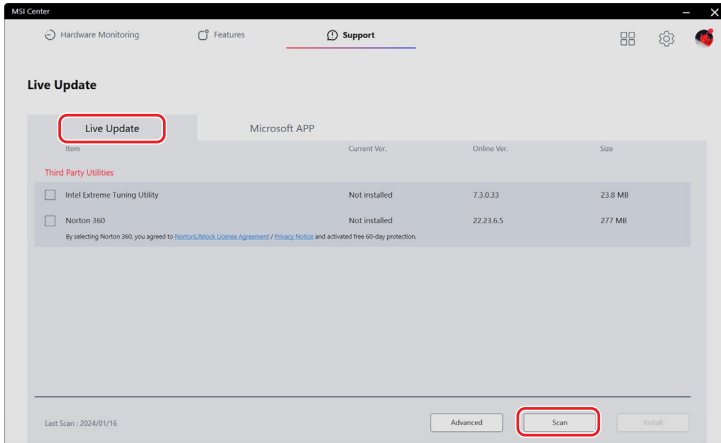 MSI Center
Hardware Monitoring Features Support
Live Update
Live Update Microsoft APP
Item Current Ver. Online Ver. Size
Third Party Utilities
Intel Extreme Tuning Utility Not installed 7.3.0.33 23.8 MB
Norton 360 Not installed 22.23.6.5 277 MB
By selecting Norton 360, you agreed to NortonLifelock License Agreement / Privacy Notice and activated free 60-day protection.
Last Scan : 2024/01/16 Advanced Scan Install